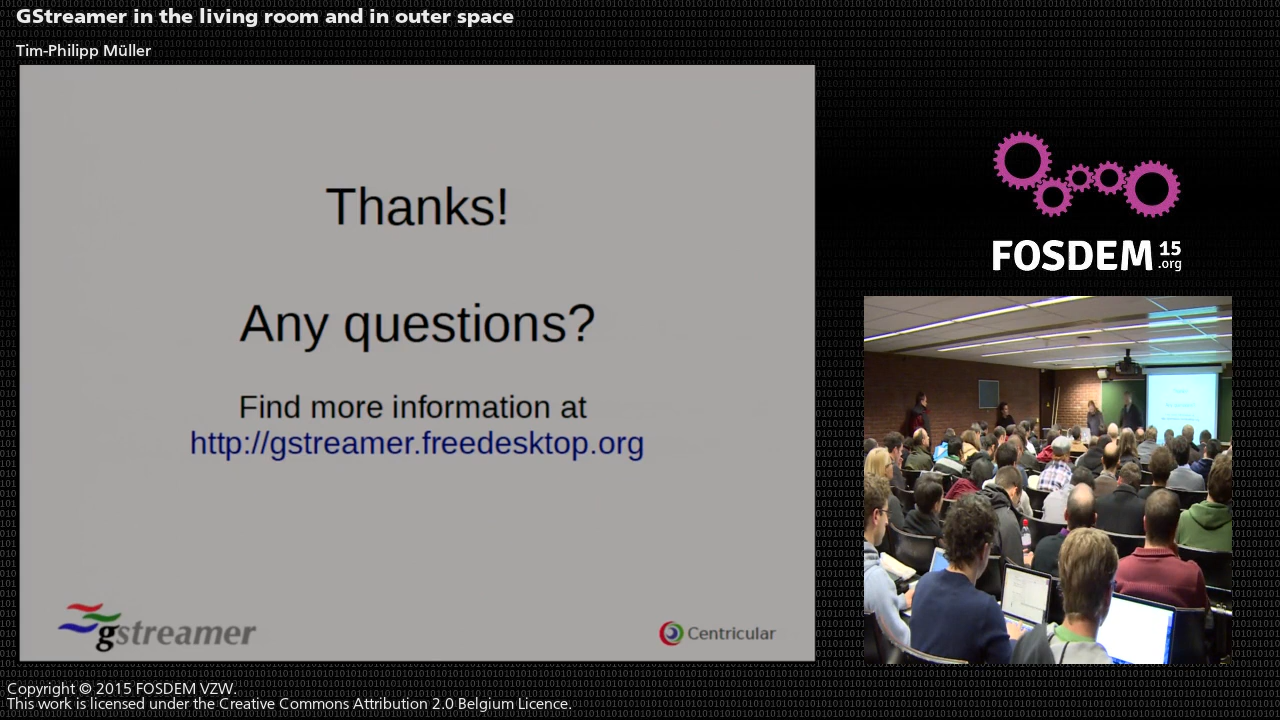 GStreamer in the living room and in outer space
Tim-Philipp Müller
Thanks!
Any questions?
Find more information at
http://gstreamer.freedesktop.org
gstreamer
Centricular
FOSDEM 15
.org
Copyright © 2015 FOSDEM VZW.
This work is licensed under the Creative Commons Attribution 2.0 Belgium Licence.